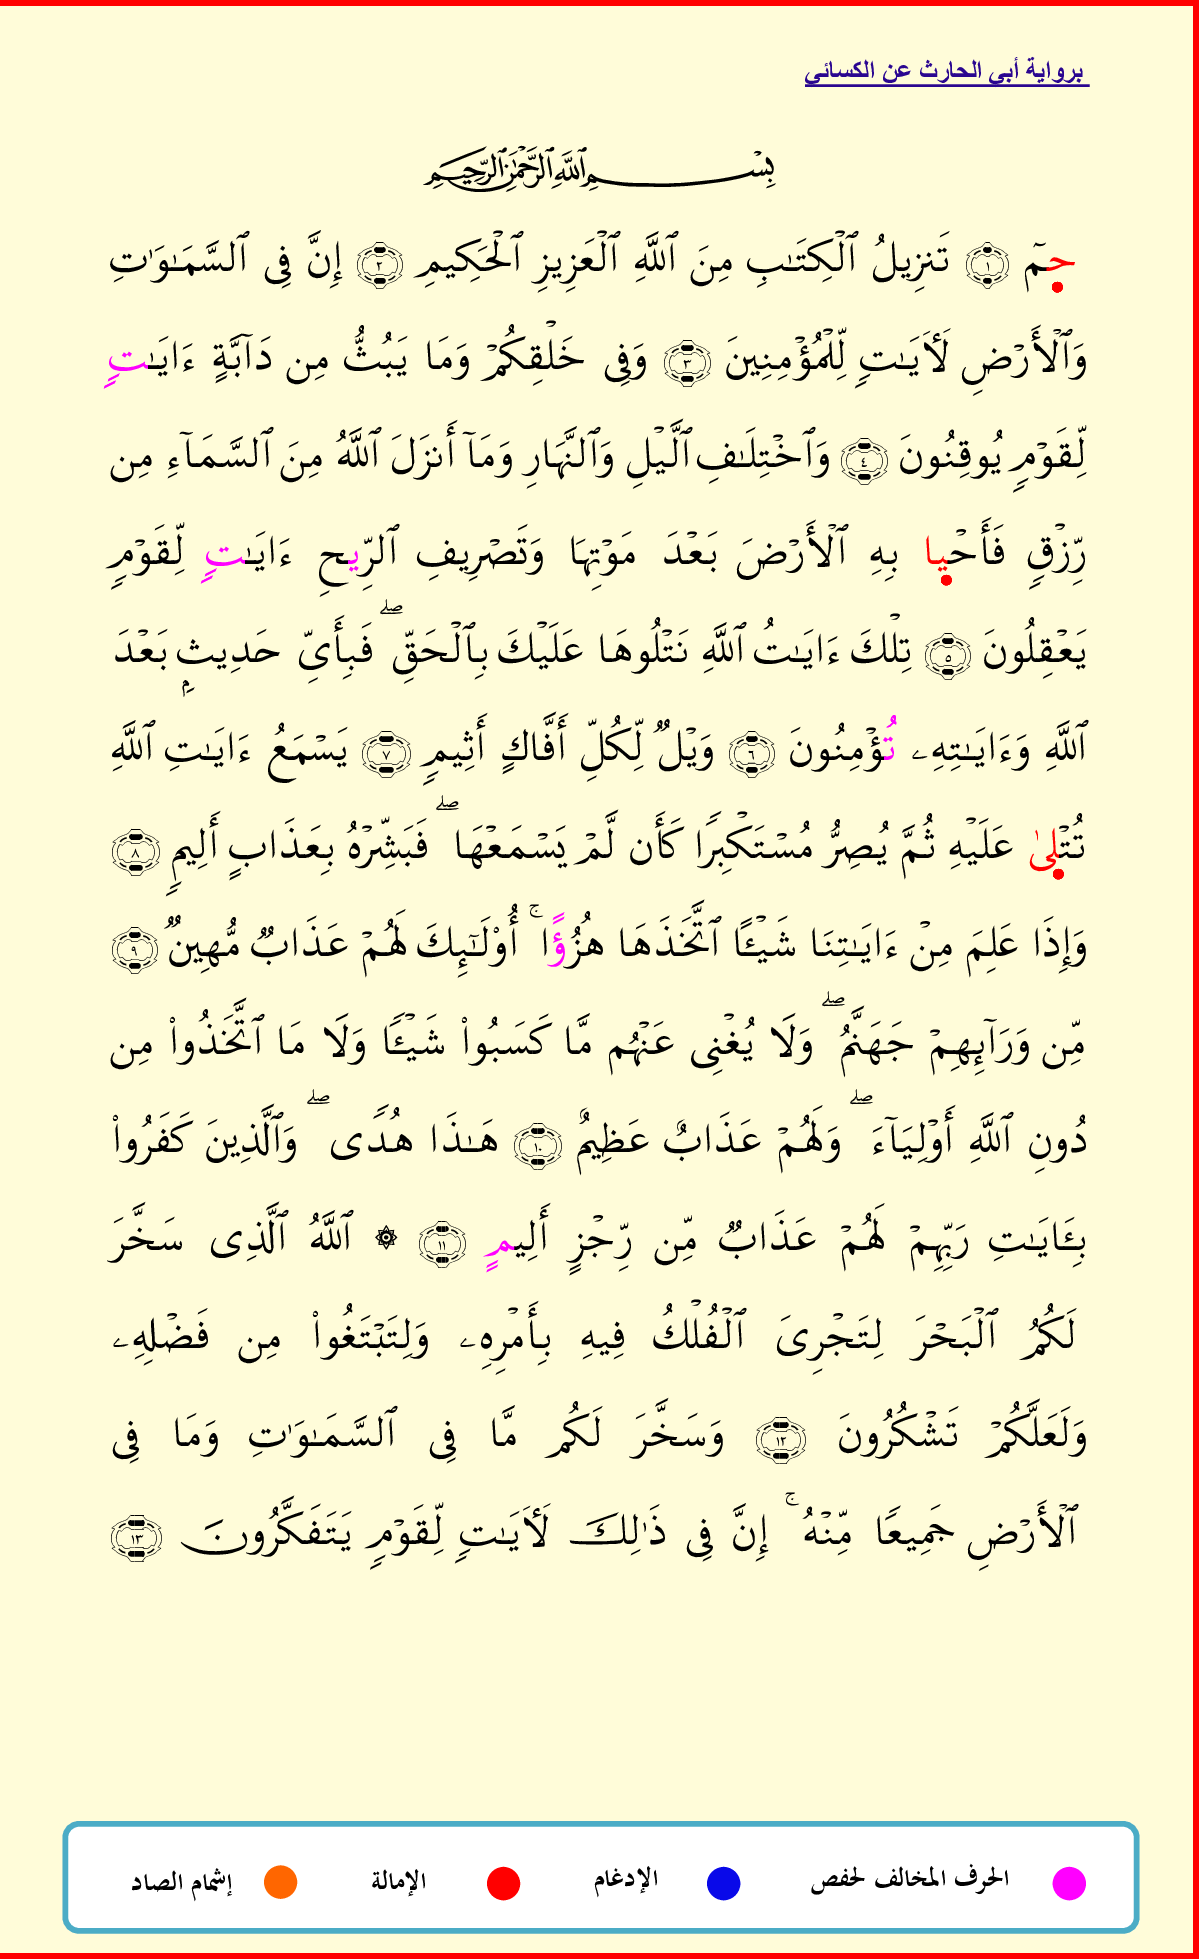 برواية أبي الحارث عن الكسائي
بِسْمِ ٱللَّهِ ٱلرَّحْمَٰنِ ٱلرَّحِيمِ
حمٓ ١ تَنزِيلُ ٱلْكِتَٰبِ مِنَ ٱللَّهِ ٱلْعَزِيزِ ٱلْحَكِيمِ ٢ إِنَّ فِى ٱلسَّمَٰوَٰتِ
وَٱلْأَرْضِ لَأٓيَٰتٍ لِّلْمُؤْمِنِينَ ٣ وَفِى خَلْقِكُمْ وَمَا يَبُثُّ مِن دَآبَّةٍ ءَايَٰتٍ
لِّقَوْمٍ يُوقِنُونَ ٤ وَٱخْتِلَٰفِ ٱلَّيْلِ وَٱلنَّهَارِ وَمَآ أَنزَلَ ٱللَّهُ مِنَ ٱلسَّمَآءِ مِن
رِّزْقٍ فَأَحْيا بِهِ ٱلْأَرْضَ بَعْدَ مَوْتِهَا وَتَصْرِيفِ ٱلرِّيحِ ءَايَٰتٍ لِّقَوْمٍ
يَعْقِلُونَ ٥ تِلْكَ ءَايَٰتُ ٱللَّهِ نَتْلُوهَا عَلَيْكَ بِٱلْحَقِّ ۖ فَبِأَىِّ حَدِيثٍۭ بَعْدَ
ٱللَّهِ وَءَايَٰتِهِۦ تُؤْمِنُونَ ٦ وَيْلٌ لِّكُلِّ أَفَّاكٍ أَثِيمٍ ٧ يَسْمَعُ ءَايَٰتِ ٱللَّهِ
تُتْلىٰ عَلَيْهِ ثُمَّ يُصِرُّ مُسْتَكْبِرًا كَأَن لَّمْ يَسْمَعْهَا ۖ فَبَشِّرْهُ بِعَذَابٍ أَلِيمٍ ٨
وَإِذَا عَلِمَ مِنْ ءَايَٰتِنَا شَيْـًٔا ٱتَّخَذَهَا هُزُؤًا ۚ أُو۟لَٰٓئِكَ لَهُمْ عَذَابٌ مُّهِينٌ ٩
مِّن وَرَآئِهِمْ جَهَنَّمُ ۖ وَلَا يُغْنِى عَنْهُم مَّا كَسَبُوا۟ شَيْـًٔا وَلَا مَا ٱتَّخَذُوا۟ مِن
دُونِ ٱللَّهِ أَوْلِيَآءَ ۖ وَلَهُمْ عَذَابٌ عَظِيمٌ ١٠ هَٰذَا هُدًى ۖ وَٱلَّذِينَ كَفَرُوا۟
بِـَٔايَٰتِ رَبِّهِمْ لَهُمْ عَذَابٌ مِّن رِّجْزٍ أَلِيمٍ ١١ ۞ ٱللَّهُ ٱلَّذِى سَخَّرَ
لَكُمُ ٱلْبَحْرَ لِتَجْرِىَ ٱلْفُلْكُ فِيهِ بِأَمْرِهِۦ وَلِتَبْتَغُوا۟ مِن فَضْلِهِۦ
وَلَعَلَّكُمْ تَشْكُرُونَ ١٢ وَسَخَّرَ لَكُم مَّا فِى ٱلسَّمَٰوَٰتِ وَمَا فِى
ٱلْأَرْضِ جَمِيعًا مِّنْهُ ۚ إِنَّ فِى ذَٰلِكَ لَأٓيَٰتٍ لِّقَوْمٍ يَتَفَكَّرُونَ ١٣
الحرف المخالف لحفص الإدغام الإمالة إشمام الصاد